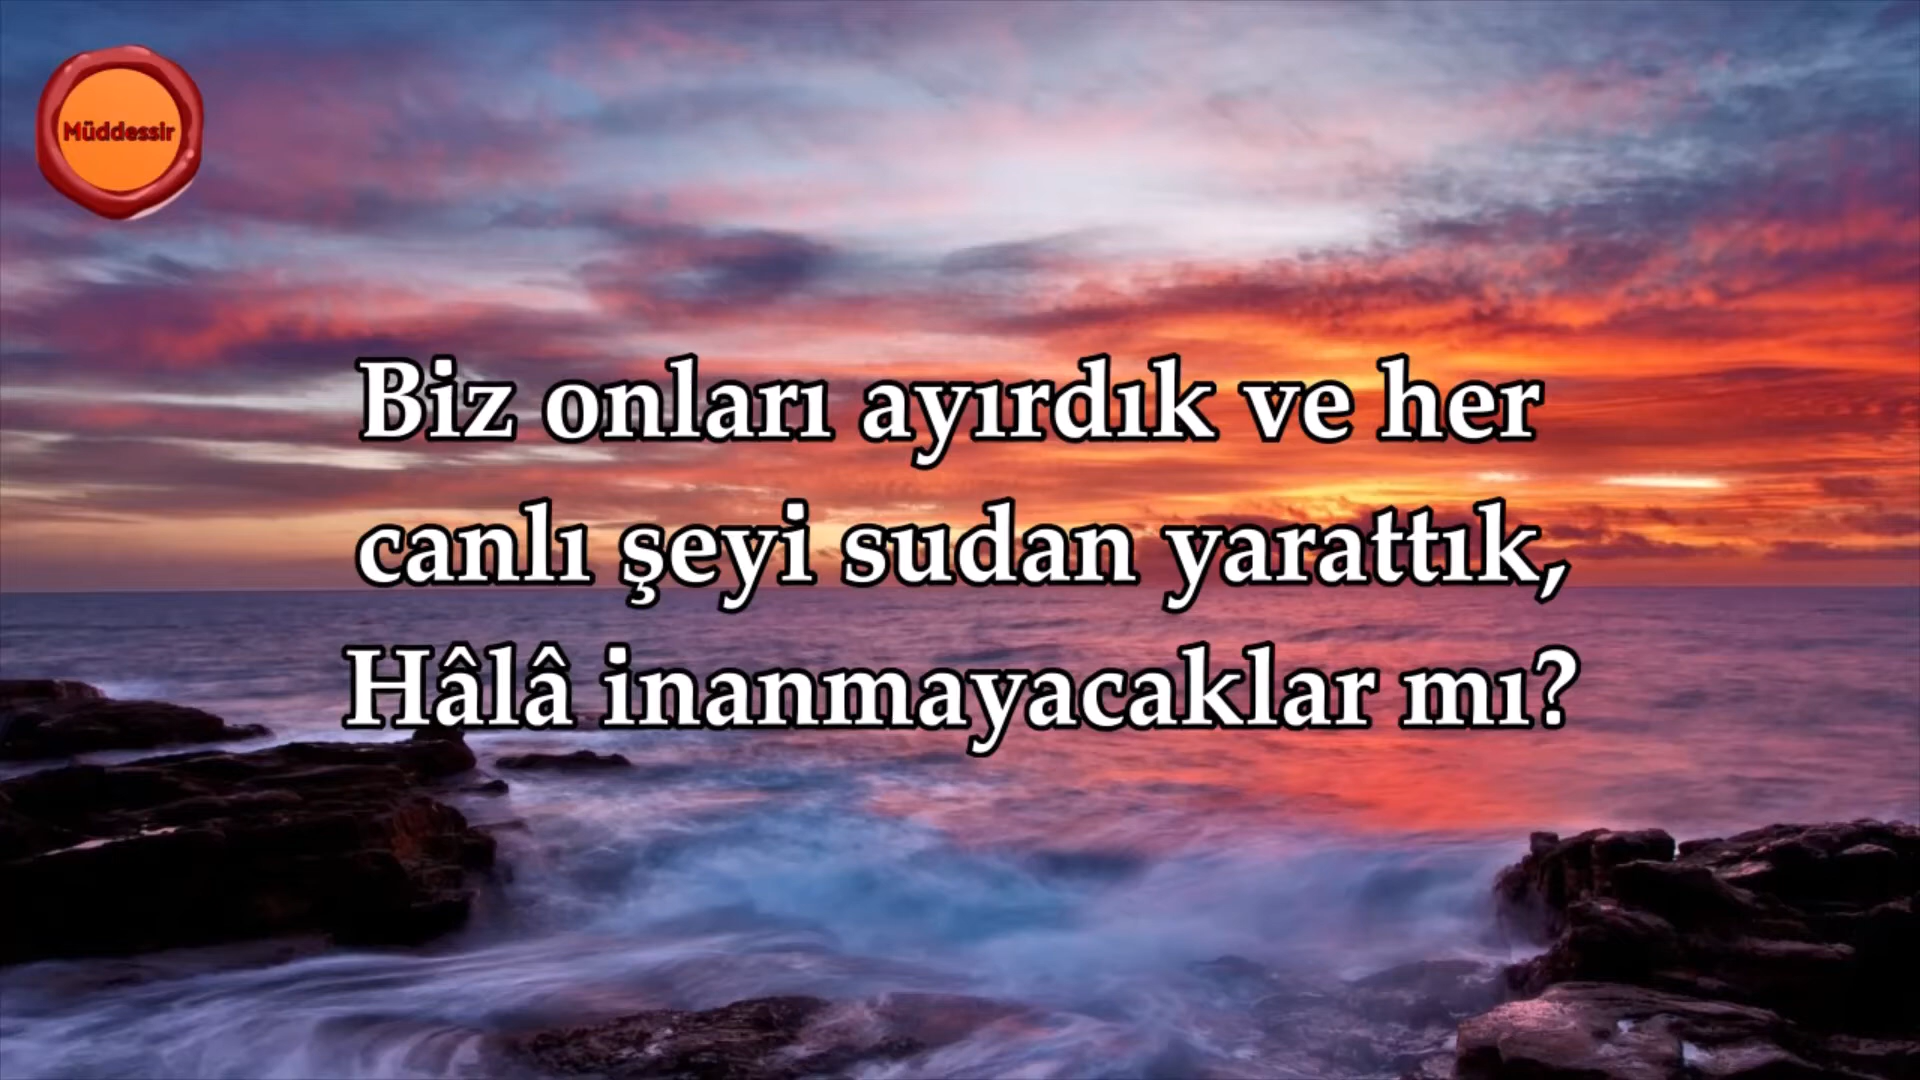 Müddessir
Biz onları ayırdık ve her
canlı şeyi sudan yarattık,
Hâlâ inanmayacaklar mı?